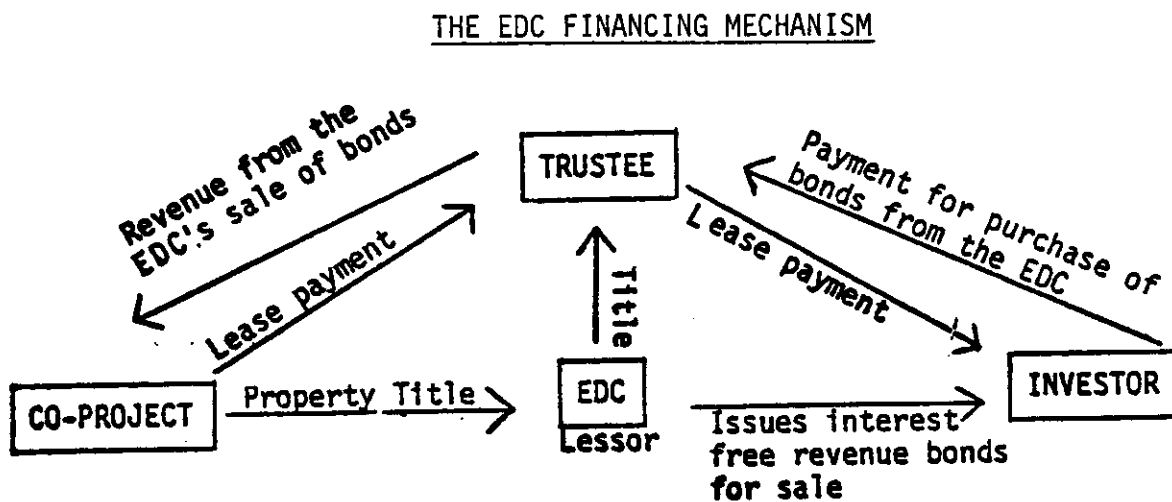 THE EDC FINANCING MECHANISM
Revenue from the
EDC's sale of bonds
TRUSTEE
Payment for purchase of
bonds from the EDC
Lease payment
Lease payment
Title
CO-PROJECT
Property Title
EDC
Lessor
INVESTOR
Issues interest
free revenue bonds
for sale